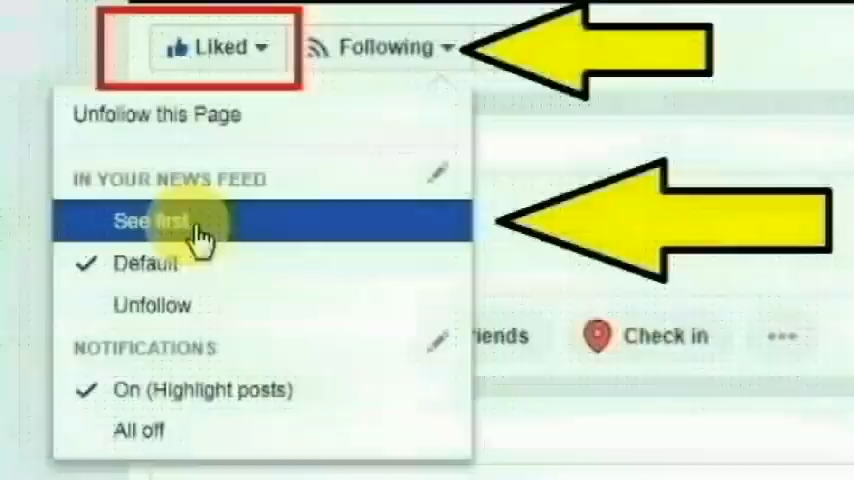 Liked Following
Unfollow this Page
IN YOUR NEWS FEED
See first
Default
Unfollow
riends Check in
NOTIFICATIONS
On (Highlight posts)
All off